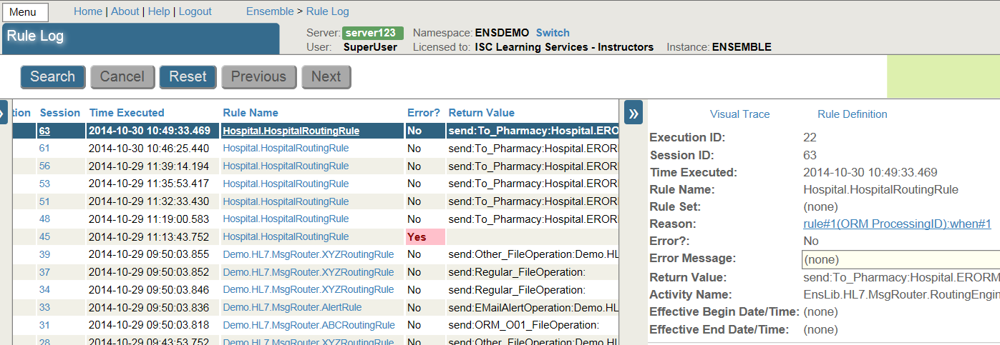 Menu Home | About | Help | Logout Ensemble > Rule Log
Rule Log
Server: server123 Namespace: ENSDEMO Switch
User: SuperUser Licensed to: ISC Learning Services - Instructors Instance: ENSEMBLE
Search Cancel Reset Previous Next
Session Time Executed Rule Name Error? Return Value
63 2014-10-30 10:49:33.469 Hospital.HospitalRoutingRule No send:To_Pharmacy:Hospital.EROR
61 2014-10-30 10:46:25.440 Hospital.HospitalRoutingRule No send:To_Pharmacy:Hospital.EROR
56 2014-10-29 11:39:14.194 Hospital.HospitalRoutingRule No send:To_Pharmacy:Hospital.EROR
53 2014-10-29 11:35:53.417 Hospital.HospitalRoutingRule No send:To_Pharmacy:Hospital.EROR
51 2014-10-29 11:32:33.430 Hospital.HospitalRoutingRule No send:To_Pharmacy:Hospital.EROR
48 2014-10-29 11:19:00.583 Hospital.HospitalRoutingRule No send:To_Pharmacy:Hospital.EROR
45 2014-10-29 11:13:43.752 Hospital.HospitalRoutingRule Yes
39 2014-10-29 09:50:03.855 Demo.HL7.MsgRouter.XYZRoutingRule No send:Other_FileOperation:Demo.HL
37 2014-10-29 09:50:03.852 Demo.HL7.MsgRouter.XYZRoutingRule No send:Regular_FileOperation:
34 2014-10-29 09:50:03.846 Demo.HL7.MsgRouter.XYZRoutingRule No send:Regular_FileOperation:
33 2014-10-29 09:50:03.836 Demo.HL7.MsgRouter.AlertRule No send:EMailAlertOperation:Demo.HL
31 2014-10-29 09:50:03.818 Demo.HL7.MsgRouter.ABCRoutingRule No send:ORM_O01_FileOperation:
28 2014-10-29 09:43:53.752 Demo.HL7.MsgRouter.XYZRoutingRule No send:Other_FileOperation:Demo.HL
» Visual Trace Rule Definition
Execution ID: 22
Session ID: 63
Time Executed: 2014-10-30 10:49:33.469
Rule Name: Hospital.HospitalRoutingRule
Rule Set: (none)
Reason: rule#1(ORM ProcessingID):when#1
Error?: No
Error Message: (none)
Return Value: send:To_Pharmacy:Hospital.ERORM
Activity Name: EnsLib.HL7.MsgRouter.RoutingEngin
Effective Begin Date/Time: (none)
Effective End Date/Time: (none)